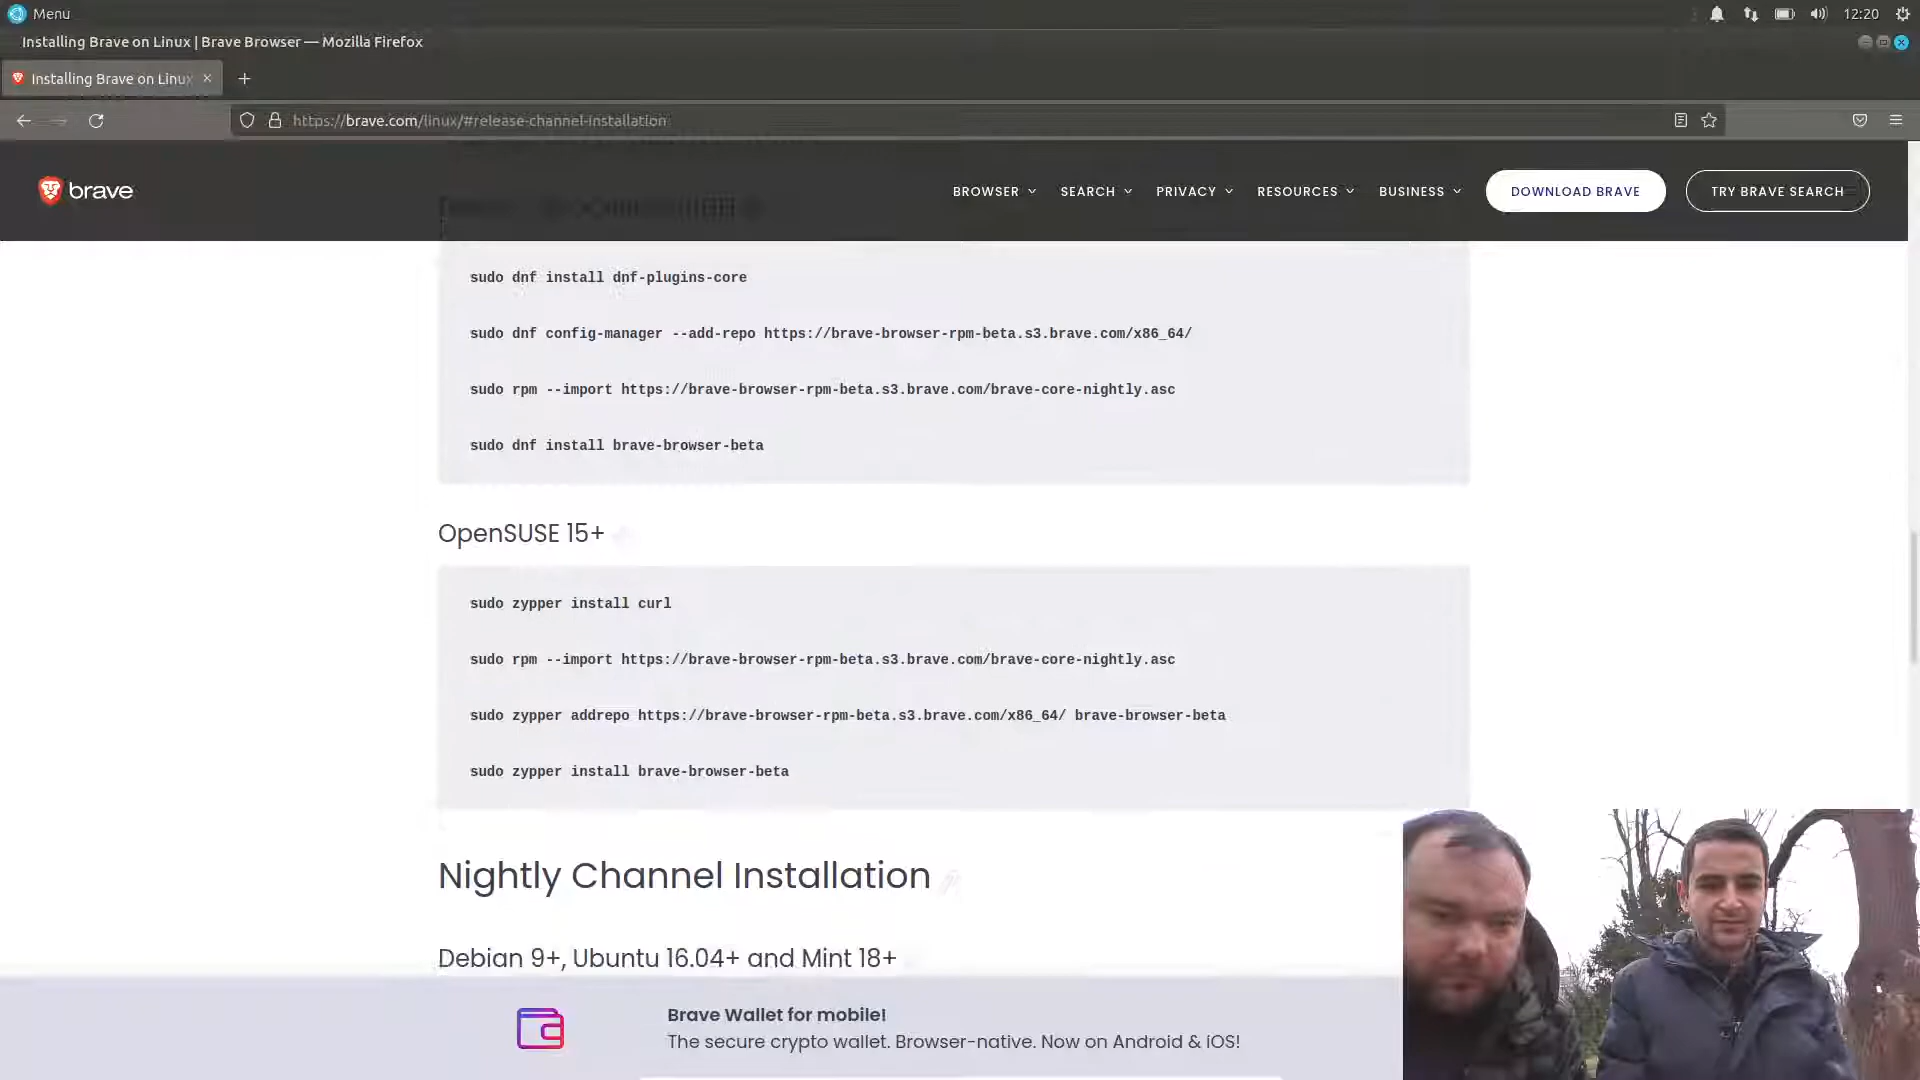 Menu
12:20
Installing Brave on Linux | Brave Browser — Mozilla Firefox
Installing Brave on Linux
https://brave.com/linux/#release-channel-installation
brave
BROWSER
SEARCH
PRIVACY
RESOURCES
BUSINESS
DOWNLOAD BRAVE
TRY BRAVE SEARCH
sudo dnf install dnf-plugins-core
sudo dnf config-manager --add-repo https://brave-browser-rpm-beta.s3.brave.com/x86_64/
sudo rpm --import https://brave-browser-rpm-beta.s3.brave.com/brave-core-nightly.asc
sudo dnf install brave-browser-beta
OpenSUSE 15+
sudo zypper install curl
sudo rpm --import https://brave-browser-rpm-beta.s3.brave.com/brave-core-nightly.asc
sudo zypper addrepo https://brave-browser-rpm-beta.s3.brave.com/x86_64/ brave-browser-beta
sudo zypper install brave-browser-beta
Nightly Channel Installation
Debian 9+, Ubuntu 16.04+ and Mint 18+
Brave Wallet for mobile!
The secure crypto wallet. Browser-native. Now on Android & iOS!